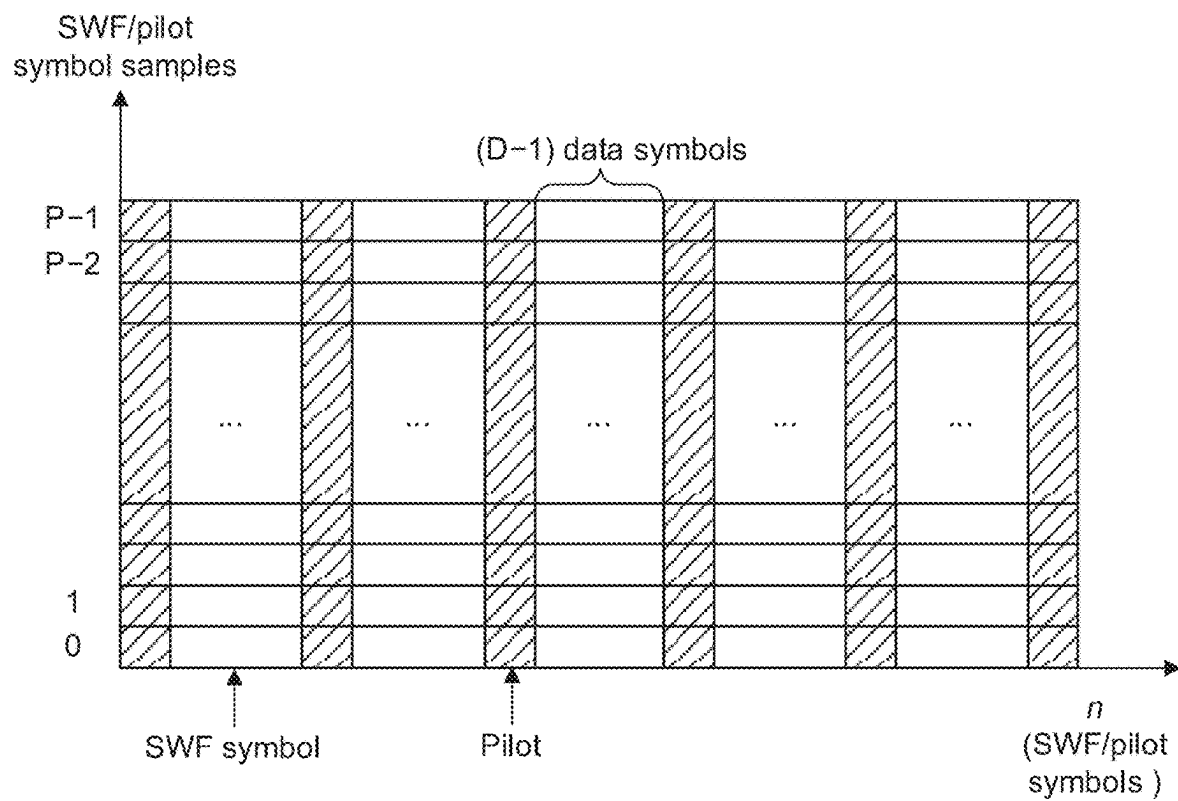 SWF/pilot
symbol samples
(D−1) data symbols
P−1
P−2
... ... ... ... ...
1
0
SWF symbol
Pilot
n
(SWF/pilot
symbols )